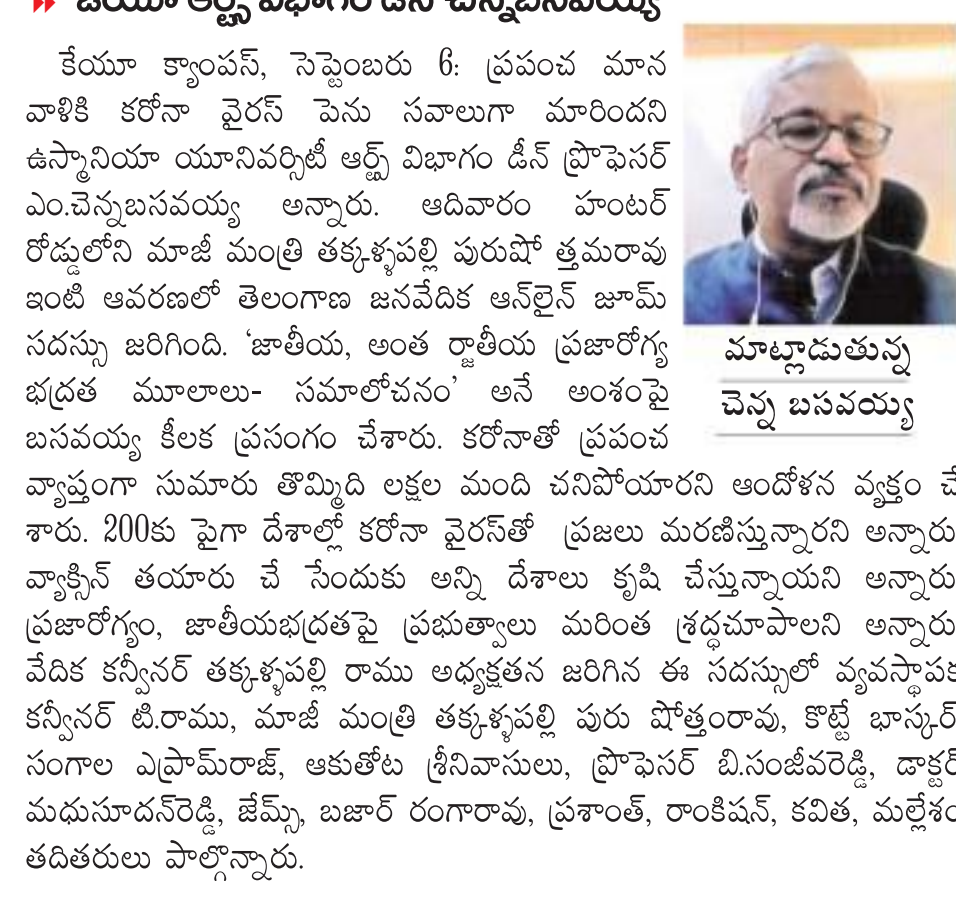 ఓయూ ఆర్ట్స్ విభాగం డీన్ చెన్నబసవయ్య
కేయూ క్యాంపస్, సెప్టెంబరు 6: ప్రపంచ మాన
వాళికి కరోనా వైరస్ పెను సవాలుగా మారిందని
ఉస్మానియా యూనివర్సిటీ ఆర్ట్స్ విభాగం డీన్ ప్రొఫెసర్
ఎం.చెన్నబసవయ్య అన్నారు. ఆదివారం హంటర్
రోడ్డులోని మాజీ మంత్రి తక్కళ్ళపల్లి పురుషో త్తమరావు
ఇంటి ఆవరణలో తెలంగాణ జనవేదిక ఆన్‌లైన్ జూమ్
సదస్సు జరిగింది. ‘జాతీయ, అంత ర్జాతీయ ప్రజారోగ్య
భద్రత మూలాలు- సమాలోచనం’ అనే అంశంపై
బసవయ్య కీలక ప్రసంగం చేశారు. కరోనాతో ప్రపంచ
వ్యాప్తంగా సుమారు తొమ్మిది లక్షల మంది చనిపోయారని ఆందోళన వ్యక్తం చే
శారు. 200కు పైగా దేశాల్లో కరోనా వైరస్‌తో ప్రజలు మరణిస్తున్నారని అన్నారు
వ్యాక్సిన్ తయారు చే సేందుకు అన్ని దేశాలు కృషి చేస్తున్నాయని అన్నారు
ప్రజారోగ్యం, జాతీయభద్రతపై ప్రభుత్వాలు మరింత శ్రద్ధచూపాలని అన్నారు
వేదిక కన్వీనర్ తక్కళ్ళపల్లి రాము అధ్యక్షతన జరిగిన ఈ సదస్సులో వ్యవస్థాపక
కన్వీనర్ టి.రాము, మాజీ మంత్రి తక్కళ్ళపల్లి పురు షోత్తంరావు, కొట్టే భాస్కర్
సంగాల ఎప్రామ్‌రాజ్, ఆకుతోట శ్రీనివాసులు, ప్రొఫెసర్ బి.సంజీవరెడ్డి, డాక్టర్
మధుసూదన్‌రెడ్డి, జేమ్స్, బజార్ రంగారావు, ప్రశాంత్, రాంకిషన్, కవిత, మల్లేశం
తదితరులు పాల్గొన్నారు.
మాట్లాడుతున్న
చెన్న బసవయ్య